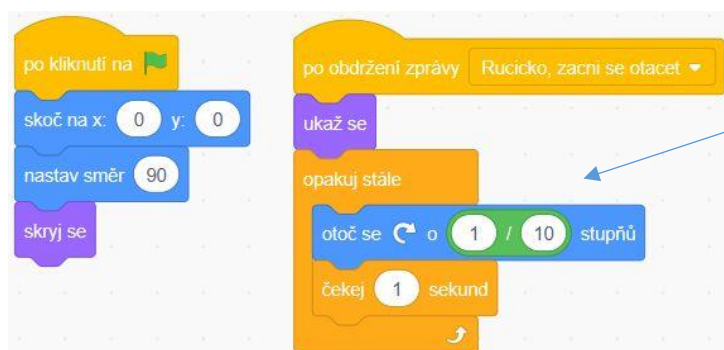 po kliknutí na
skoč na x: 0 y: 0
nastav směr 90
skryj se
po obdržení zprávy Rucicko, zacni se otacet
ukaž se
opakuj stále
otoč se o 1 / 10 stupňů
čekej 1 sekund